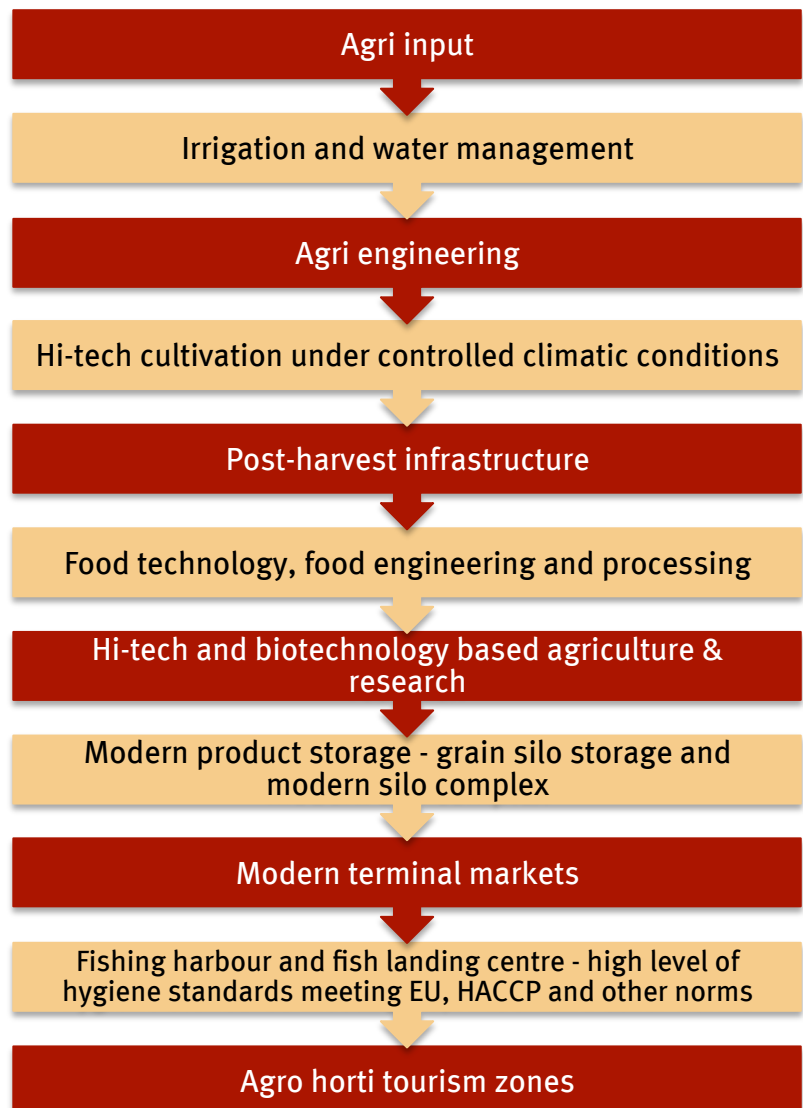 Agri input
Irrigation and water management
Agri engineering
Hi-tech cultivation under controlled climatic conditions
Post-harvest infrastructure
Food technology, food engineering and processing
Hi-tech and biotechnology based agriculture &
research
Modern product storage - grain silo storage and
modern silo complex
Modern terminal markets
Fishing harbour and fish landing centre - high level of
hygiene standards meeting EU, HACCP and other norms
Agro horti tourism zones